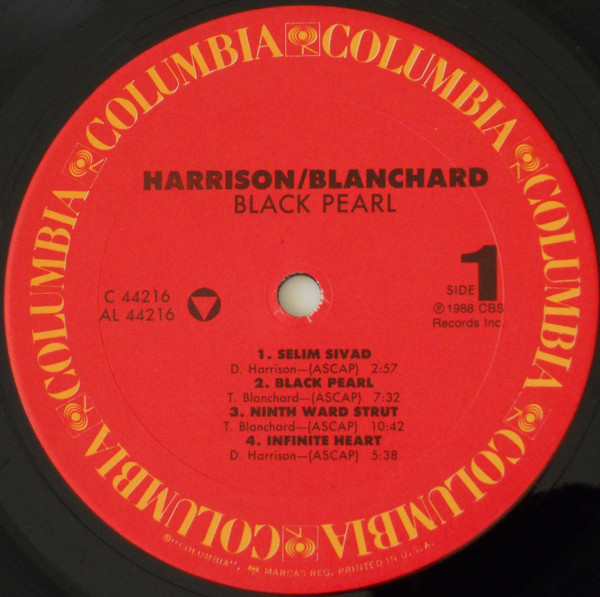 COLUMBIA COLUMBIA COLUMBIA COLUMBIA COLUMBIA COLUMBIA
HARRISON/BLANCHARD
BLACK PEARL
C 44216
AL 44216
SIDE 1
℗ 1988 CBS
Records Inc.
1. SELIM SIVAD
D. Harrison—(ASCAP) 2:57
2. BLACK PEARL
T. Blanchard—(ASCAP) 7:32
3. NINTH WARD STRUT
T. Blanchard—(ASCAP) 10:42
4. INFINITE HEART
D. Harrison—(ASCAP) 5:38
®"COLUMBIA", MARCAS REG. PRINTED IN U.S.A.